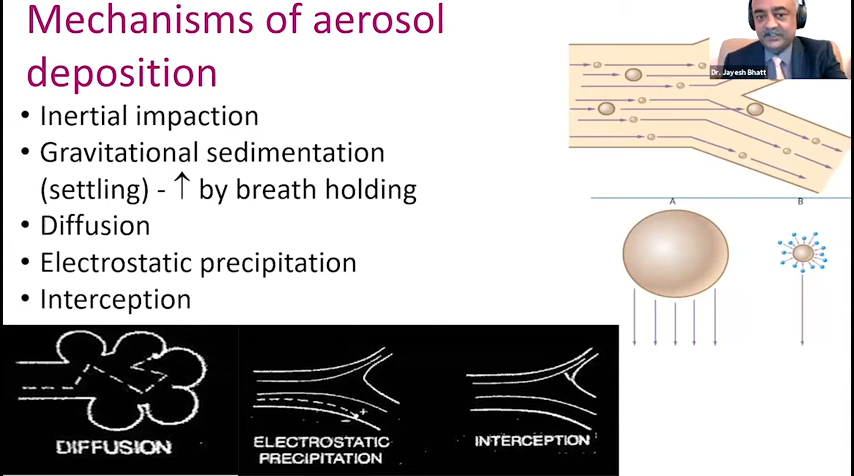 Mechanisms of aerosol
deposition
• Inertial impaction
• Gravitational sedimentation
(settling) - ↑ by breath holding
• Diffusion
• Electrostatic precipitation
• Interception
Dr. Jayesh Bhatt
A
B
DIFFUSION
ELECTROSTATIC
PRECIPITATION
INTERCEPTION
+
–